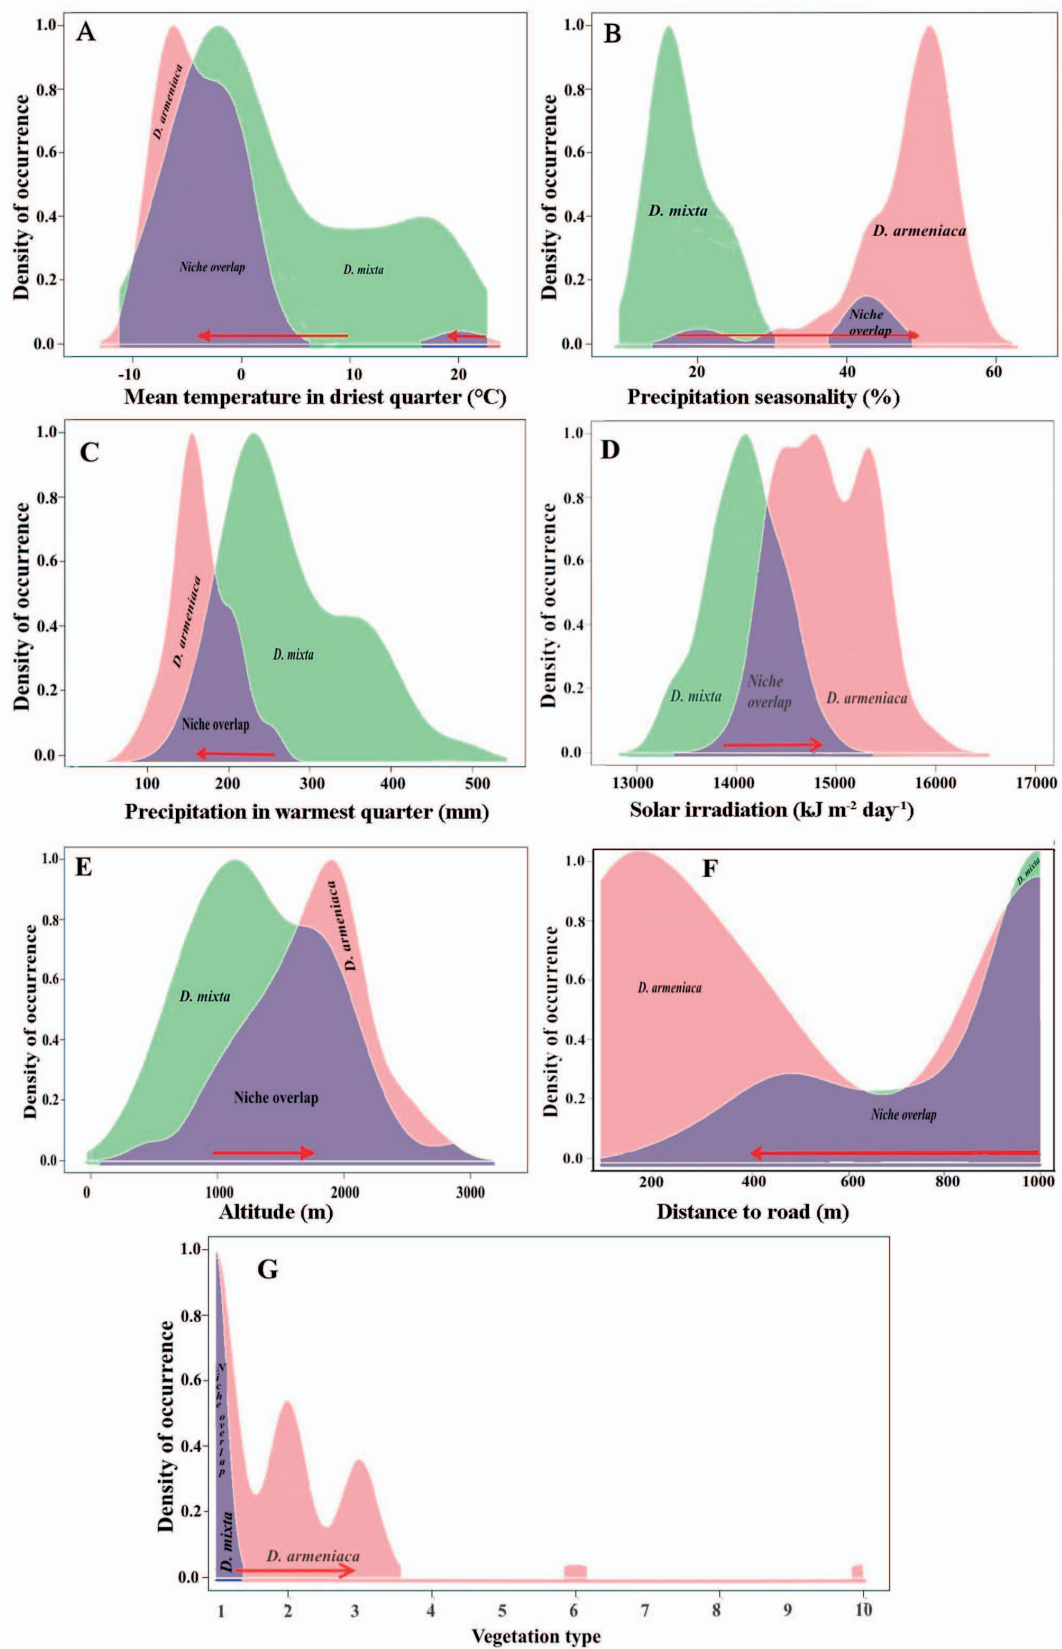 A
Density of occurrence
1.0
0.8
0.6
0.4
0.2
0.0
D. armeniaca
Niche overlap
D. mixta
-10 0 10 20
Mean temperature in driest quarter (°C)
B
Density of occurrence
1.0
0.8
0.6
0.4
0.2
0.0
D. mixta
D. armeniaca
Niche
overlap
20 40 60
Precipitation seasonality (%)
C
Density of occurrence
1.0
0.8
0.6
0.4
0.2
0.0
D. armeniaca
D. mixta
Niche overlap
100 200 300 400 500
Precipitation in warmest quarter (mm)
D
Density of occurrence
1.0
0.8
0.6
0.4
0.2
0.0
D. mixta
Niche
overlap
D. armeniaca
13000 14000 15000 16000 17000
Solar irradiation (kJ m-2 day-1)
E
Density of occurrence
1.0
0.8
0.6
0.4
0.2
0.0
D. mixta
D. armeniaca
Niche overlap
0 1000 2000 3000
Altitude (m)
F
Density of occurrence
1.0
0.8
0.6
0.4
0.2
0.0
D. mixta
D. armeniaca
Niche overlap
200 400 600 800 1000
Distance to road (m)
G
Density of occurrence
1.0
0.8
0.6
0.4
0.2
0.0
Niche overlap
D. mixta
D. armeniaca
1 2 3 4 5 6 7 8 9 10
Vegetation type